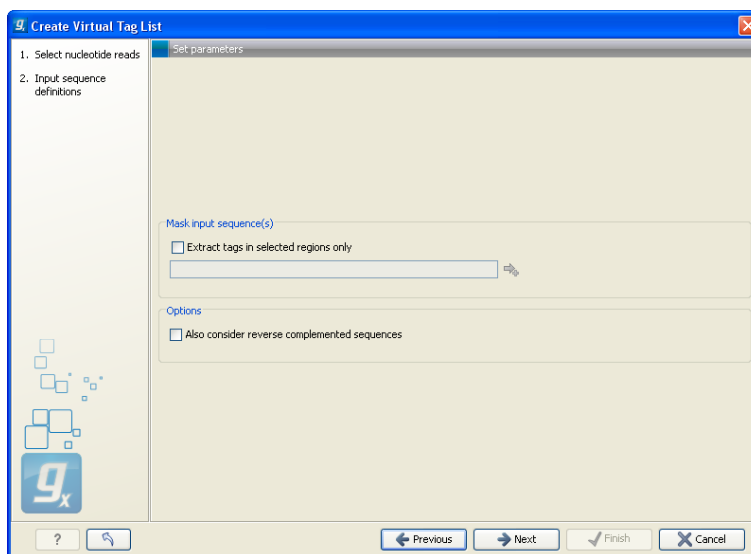 Create Virtual Tag List
1. Select nucleotide reads
2. Input sequence
definitions
Set parameters
Mask input sequence(s)
Extract tags in selected regions only
Options
Also consider reverse complemented sequences
gx
?
Previous
Next
Finish
Cancel